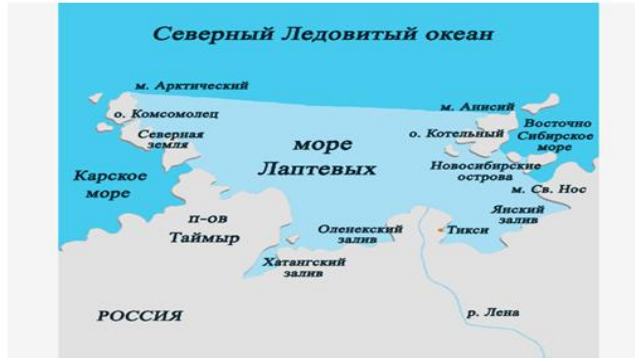 Северный Ледовитый океан
м. Арктический
о. Комсомолец
Северная
земля
Карское
море
п-ов
Таймыр
море
Лаптевых
м. Анисий
о. Котельный
Восточно
Сибирское
море
Новосибирские
острова
м. Св. Нос
Янский
залив
Оленекский
залив
Тикси
Хатангский
залив
р. Лена
РОССИЯ